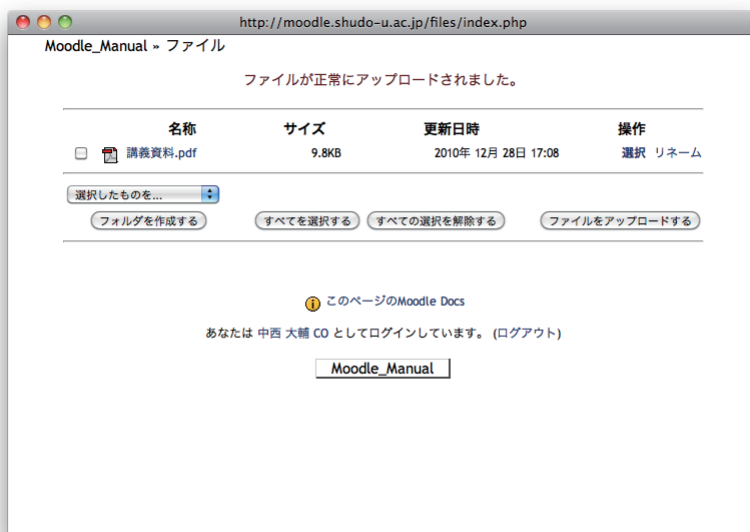 http://moodle.shudo-u.ac.jp/files/index.php
Moodle_Manual » ファイル
ファイルが正常にアップロードされました。
名称 サイズ 更新日時 操作
講義資料.pdf 9.8KB 2010年 12月 28日 17:08 選択 リネーム
選択したものを...
フォルダを作成する すべてを選択する すべての選択を解除する ファイルをアップロードする
このページのMoodle Docs
あなたは 中西 大輔 CO としてログインしています。 (ログアウト)
Moodle_Manual